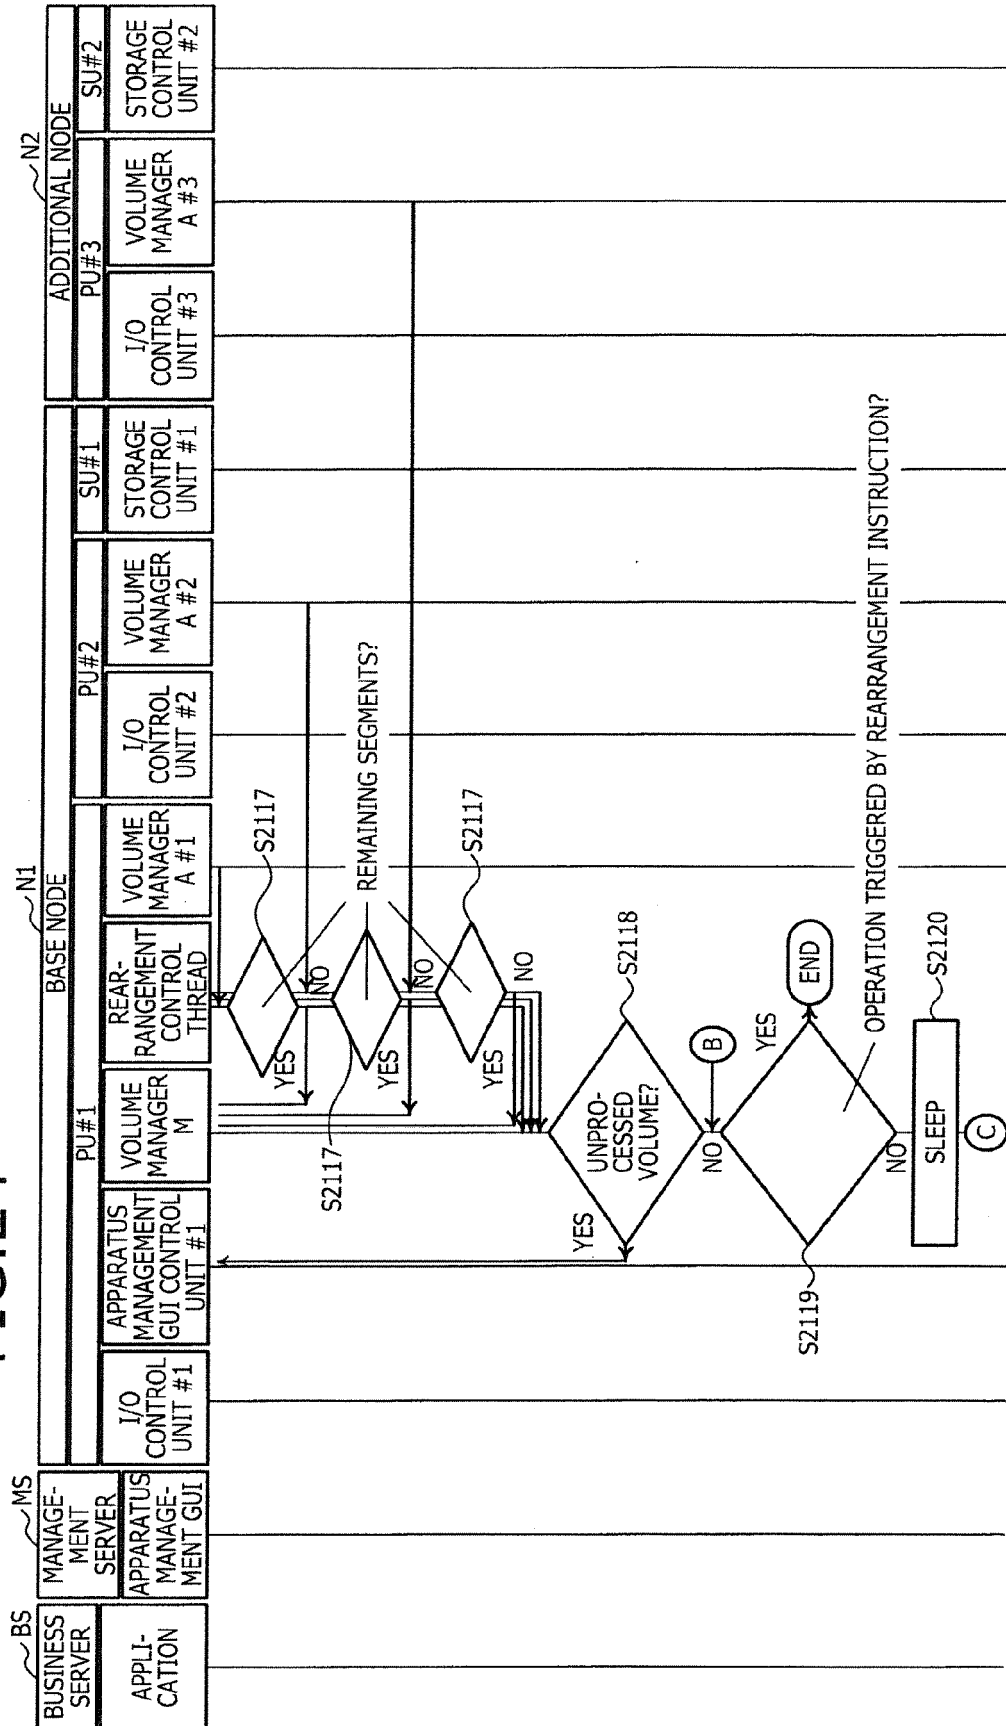 BS
BUSINESS
SERVER
APPLI-
CATION
MS
MANAGE-
MENT
SERVER
APPARATUS
MANAGE-
MENT GUI
N1
BASE NODE
PU#1
I/O
CONTROL
UNIT #1
APPARATUS
MANAGEMENT
GUI CONTROL
UNIT #1
VOLUME
MANAGER
M
REAR-
RANGEMENT
CONTROL
THREAD
VOLUME
MANAGER
A #1
PU#2
I/O
CONTROL
UNIT #2
VOLUME
MANAGER
A #2
SU#1
STORAGE
CONTROL
UNIT #1
N2
ADDITIONAL NODE
PU#3
I/O
CONTROL
UNIT #3
VOLUME
MANAGER
A #3
SU#2
STORAGE
CONTROL
UNIT #2
S2117
YES
NO
REMAINING SEGMENTS?
S2117
YES
NO
S2117
YES
NO
S2118
UNPRO-
CESSED
VOLUME?
YES
NO
B
S2119
OPERATION TRIGGERED BY REARRANGEMENT INSTRUCTION?
YES
END
NO
S2120
SLEEP
C